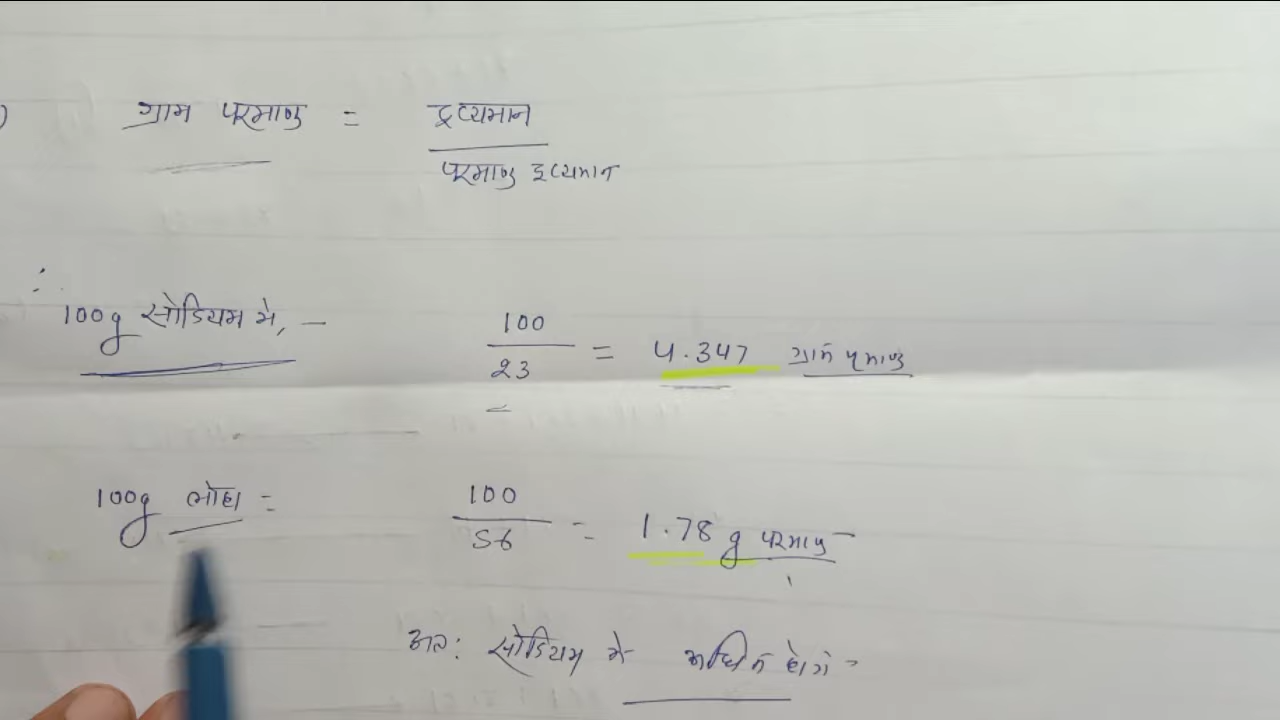 ग्राम परमाणु = द्रव्यमान
परमाणु द्रव्यमान
∴ 100g सोडियम मे, — 100
23 = 4.347 ग्राम परमाणु
100g लोहा = 100
56 = 1.78 g परमाणु
अतः सोडियम मे अधिक होगे